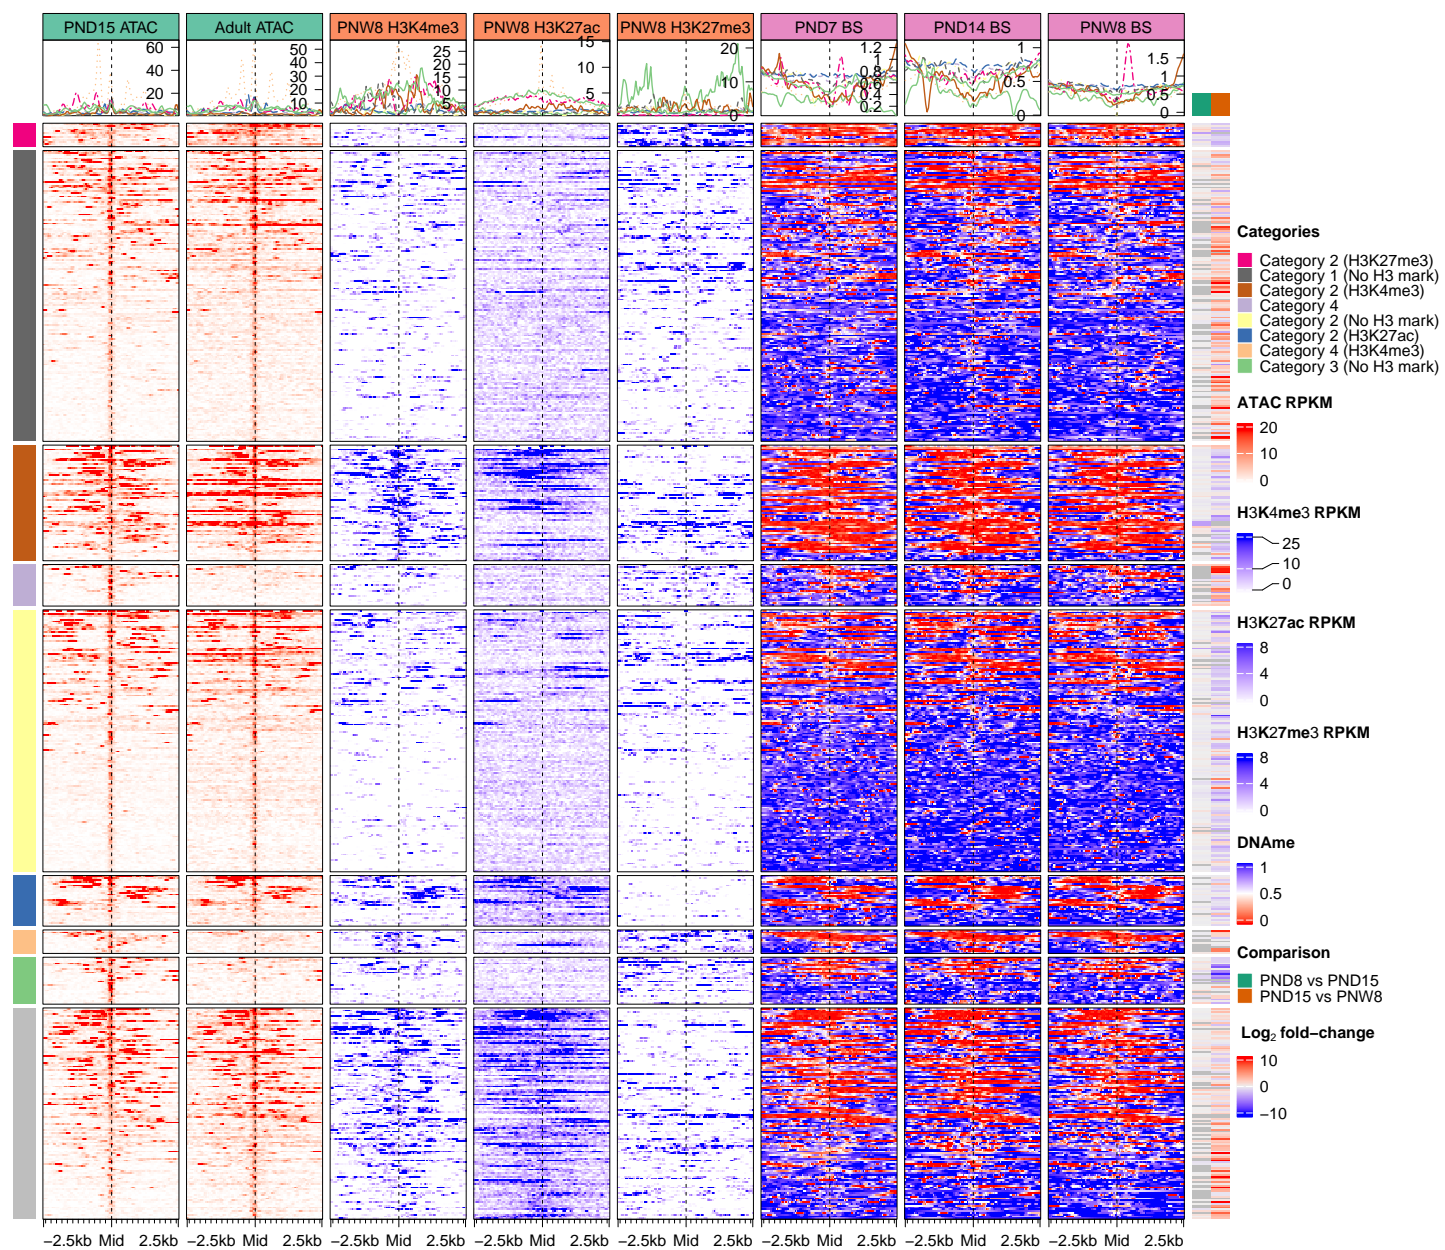 PND15 ATAC
Adult ATAC
PNW8 H3K4me3
PNW8 H3K27ac
PNW8 H3K27me3
PND7 BS
PND14 BS
PNW8 BS
60
40
20
50
40
30
20
10
25
20
15
10
5
15
10
5
20
10
0
1.2
1
0.8
0.6
0.4
0.2
1
0.5
0
1.5
1
0.5
0
Categories
Category 2 (H3K27me3)
Category 1 (No H3 mark)
Category 2 (H3K4me3)
Category 4
Category 2 (No H3 mark)
Category 2 (H3K27ac)
Category 4 (H3K4me3)
Category 3 (No H3 mark)
ATAC RPKM
20
10
0
H3K4me3 RPKM
25
10
0
H3K27ac RPKM
8
4
0
H3K27me3 RPKM
8
4
0
DNAme
1
0.5
0
Comparison
PND8 vs PND15
PND15 vs PNW8
Log₂ fold−change
10
0
−10
−2.5kb Mid 2.5kb
−2.5kb Mid 2.5kb
−2.5kb Mid 2.5kb
−2.5kb Mid 2.5kb
−2.5kb Mid 2.5kb
−2.5kb Mid 2.5kb
−2.5kb Mid 2.5kb
−2.5kb Mid 2.5kb